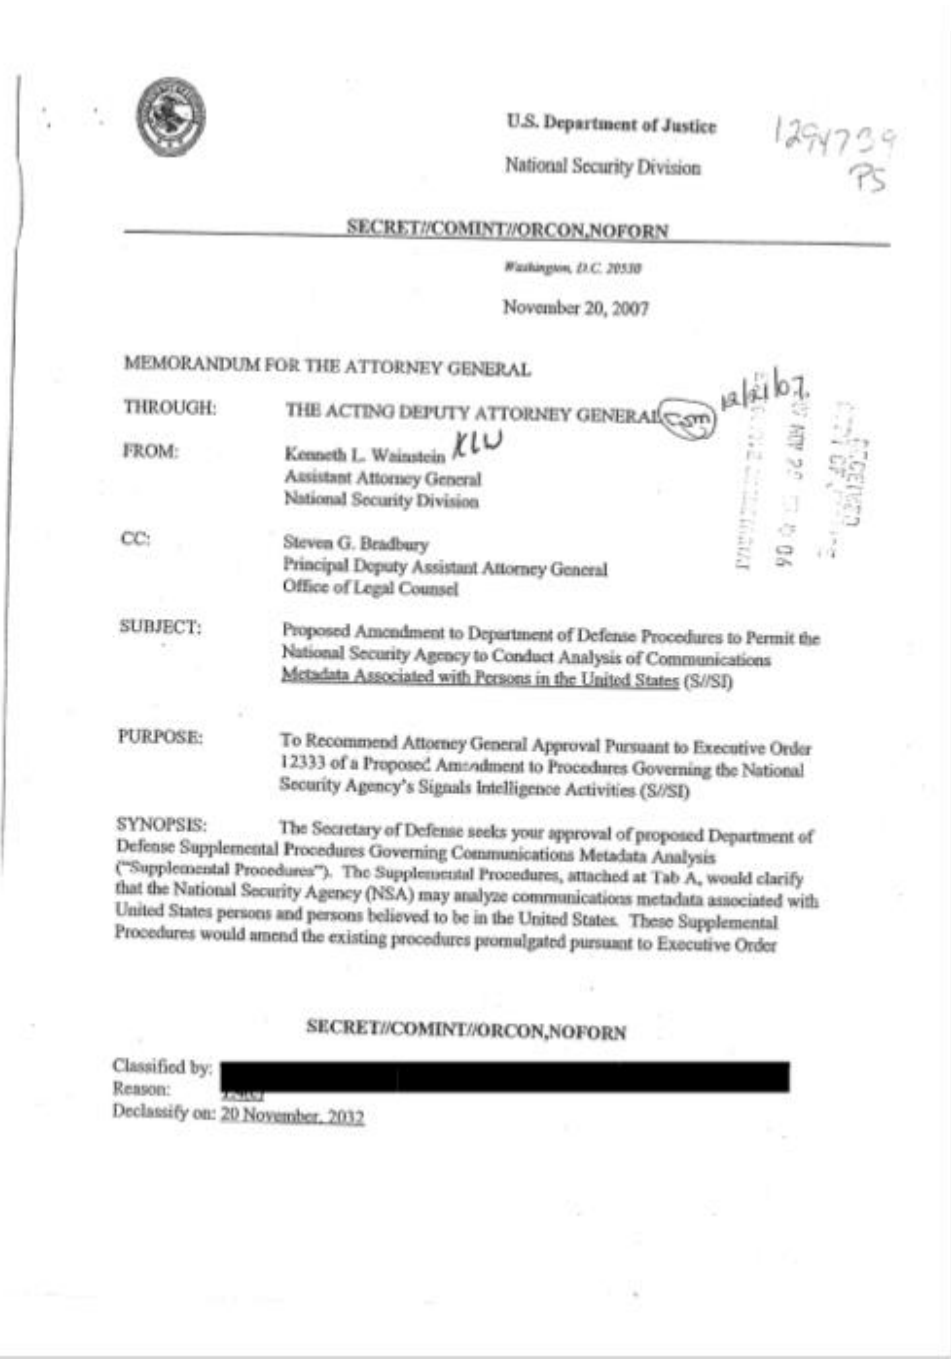 U.S. Department of Justice
1294739
PS
National Security Division
SECRET//COMINT//ORCON,NOFORN
Washington, D.C. 20530
November 20, 2007
MEMORANDUM FOR THE ATTORNEY GENERAL
THROUGH: THE ACTING DEPUTY ATTORNEY GENERAL CSM 12/21/07
FROM: Kenneth L. Wainstein KLW
Assistant Attorney General
National Security Division
CC: Steven G. Bradbury
Principal Deputy Assistant Attorney General
Office of Legal Counsel
SUBJECT: Proposed Amendment to Department of Defense Procedures to Permit the
National Security Agency to Conduct Analysis of Communications
Metadata Associated with Persons in the United States (S//SI)
PURPOSE: To Recommend Attorney General Approval Pursuant to Executive Order
12333 of a Proposed Amendment to Procedures Governing the National
Security Agency's Signals Intelligence Activities (S//SI)
SYNOPSIS: The Secretary of Defense seeks your approval of proposed Department of
Defense Supplemental Procedures Governing Communications Metadata Analysis
("Supplemental Procedures"). The Supplemental Procedures, attached at Tab A, would clarify
that the National Security Agency (NSA) may analyze communications metadata associated with
United States persons and persons believed to be in the United States. These Supplemental
Procedures would amend the existing procedures promulgated pursuant to Executive Order
SECRET//COMINT//ORCON,NOFORN
Classified by:
Reason:
Declassify on: 20 November, 2032
RECEIVED